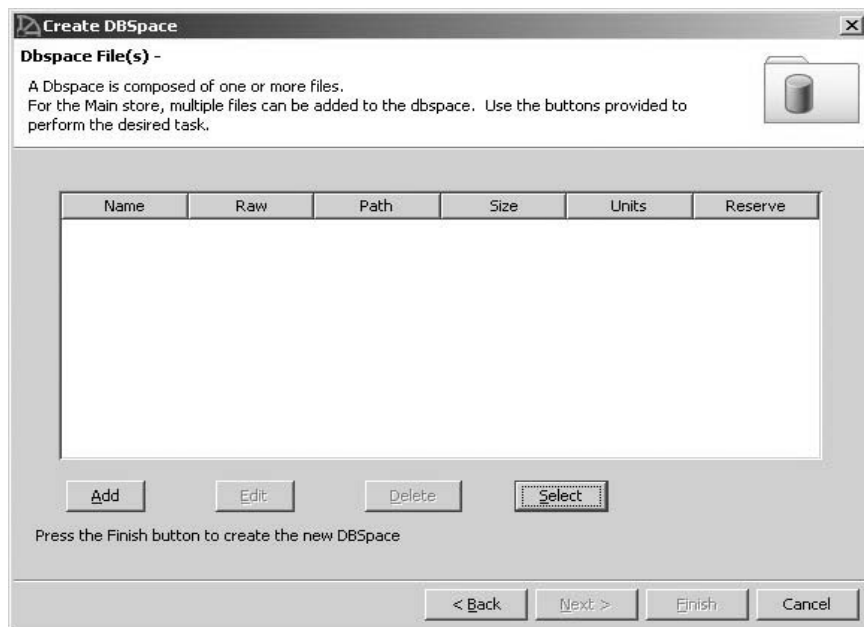 Create DBSpace
Dbspace File(s) -
A Dbspace is composed of one or more files.
For the Main store, multiple files can be added to the dbspace.  Use the buttons provided to
perform the desired task.
Name Raw Path Size Units Reserve
Add Edit Delete Select
Press the Finish button to create the new DBSpace
< Back Next > Finish Cancel